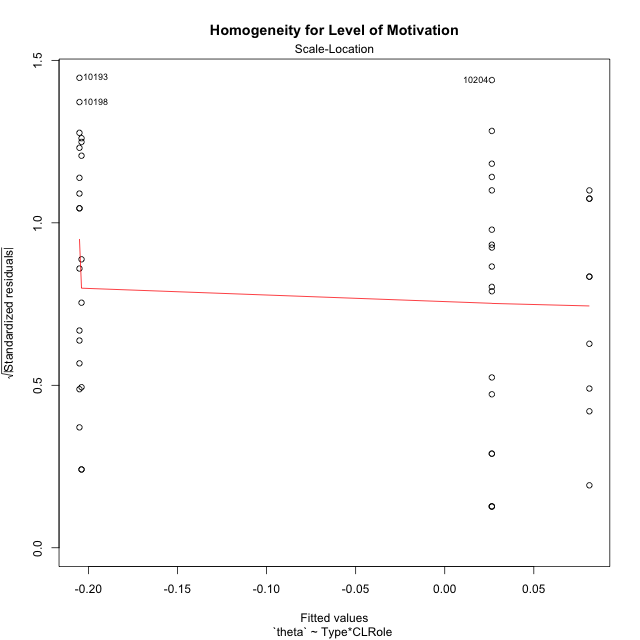 Homogeneity for Level of Motivation
Scale-Location
1.5
10193
10204
10198
1.0
0.5
0.0
√|Standardized residuals|
-0.20 -0.15 -0.10 -0.05 0.00 0.05
Fitted values
`theta` ~ Type*CLRole